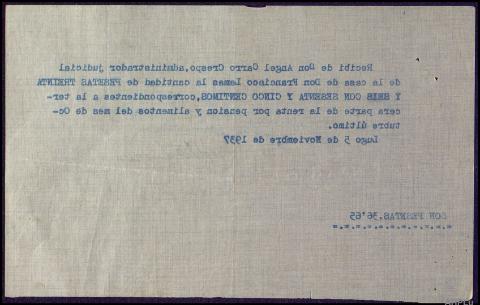 Recibí de Don Angel Carro Crespo, administrador judicial
de la casa de Don Francisco Lamas la cantidad de PESETAS TREINTA
Y SEIS CON SESENTA Y CINCO CENTIMOS, correspondientes a la ter-
cera parte de la renta por pension y alimentos del mes de Oc-
tubre último.
Lugo 5 de Noviembre de 1937
SON PESETAS. 36'65